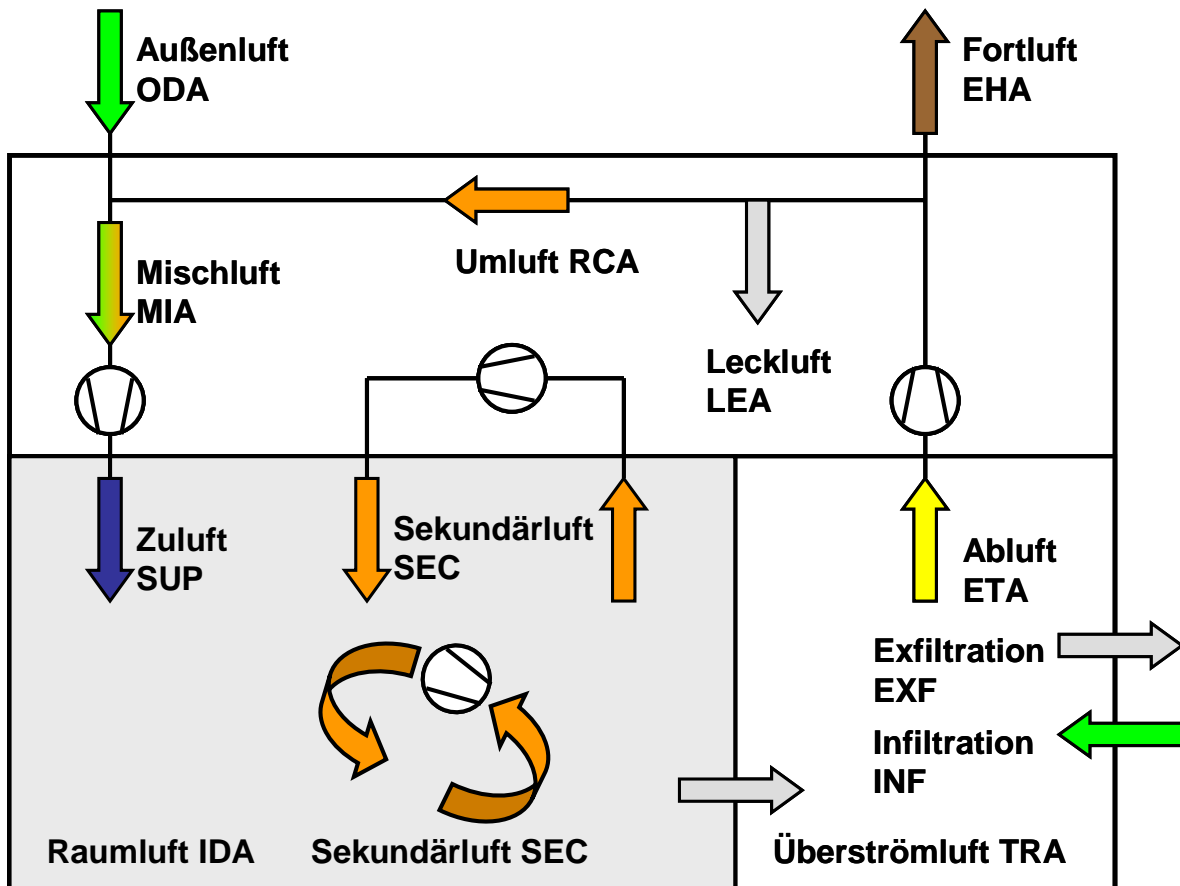 Außenluft
ODA
Fortluft
EHA
Umluft RCA
Mischluft
MIA
Leckluft
LEA
Zuluft
SUP
Sekundärluft
SEC
Abluft
ETA
Exfiltration
EXF
Infiltration
INF
Raumluft IDA
Sekundärluft SEC
Überströmluft TRA